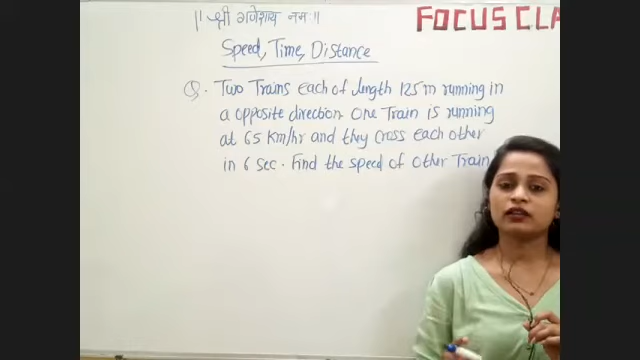 ॥ श्री गणेशाय नमः ॥
FOCUS CLA
Speed, Time, Distance
Q. Two Trains each of length 125 m running in
a opposite direction. One Train is running
at 65 Km/hr and they cross each other
in 6 sec. Find the speed of other Train